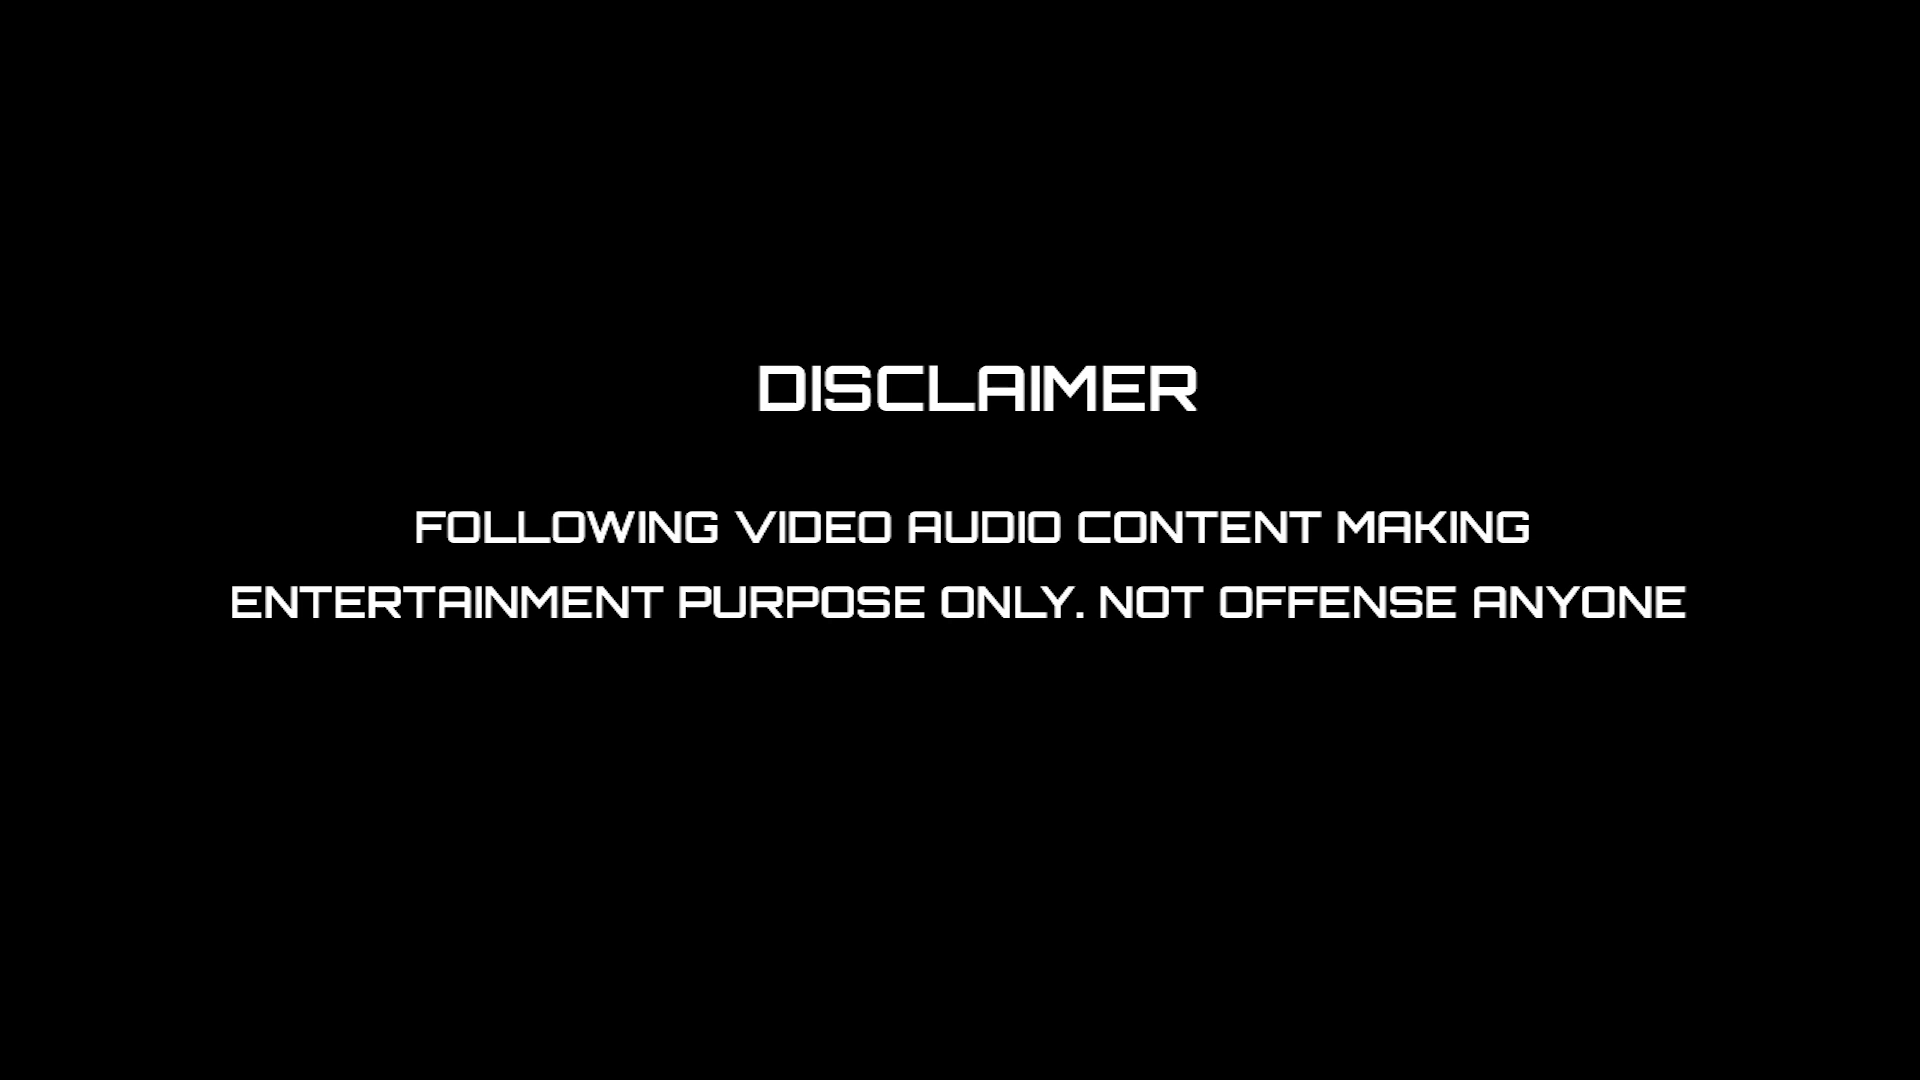 DISCLAIMER
FOLLOWING VIDEO AUDIO CONTENT MAKING
ENTERTAINMENT PURPOSE ONLY. NOT OFFENSE ANYONE